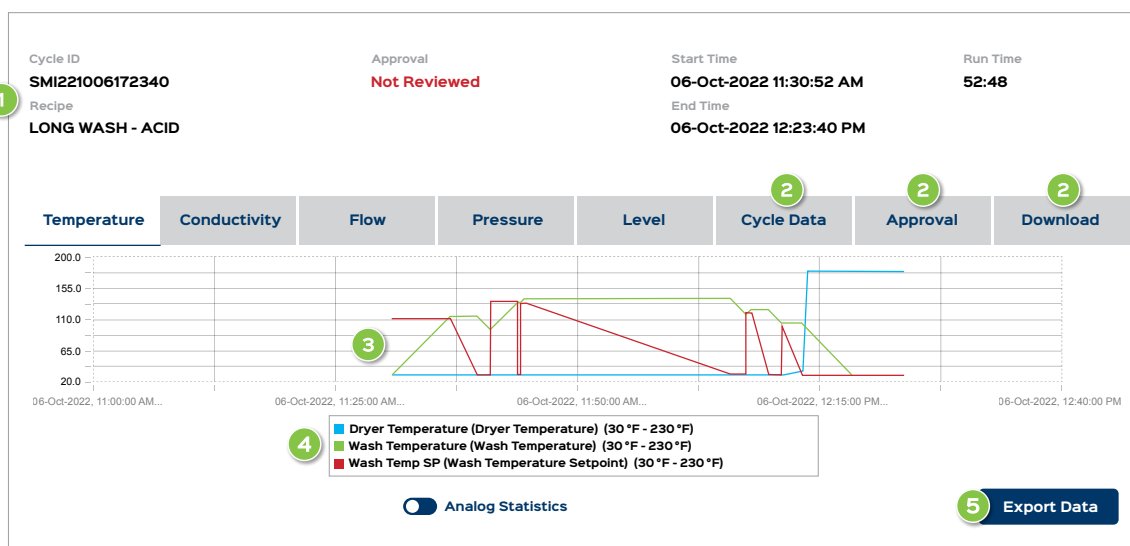 Cycle ID
Approval
Start Time
Run Time
SMI221006172340
Not Reviewed
06-Oct-2022 11:30:52 AM
52:48
1
Recipe
End Time
LONG WASH - ACID
06-Oct-2022 12:23:40 PM
2
2
2
Temperature
Conductivity
Flow
Pressure
Level
Cycle Data
Approval
Download
200.0
155.0
110.0
3
65.0
20.0
06-Oct-2022, 11:00:00 AM...
06-Oct-2022, 11:25:00 AM...
06-Oct-2022, 11:50:00 AM...
06-Oct-2022, 12:15:00 PM...
06-Oct-2022, 12:40:00 PM
4
Dryer Temperature (Dryer Temperature) (30 °F - 230 °F)
Wash Temperature (Wash Temperature) (30 °F - 230 °F)
Wash Temp SP (Wash Temperature Setpoint) (30 °F - 230 °F)
Analog Statistics
5
Export Data